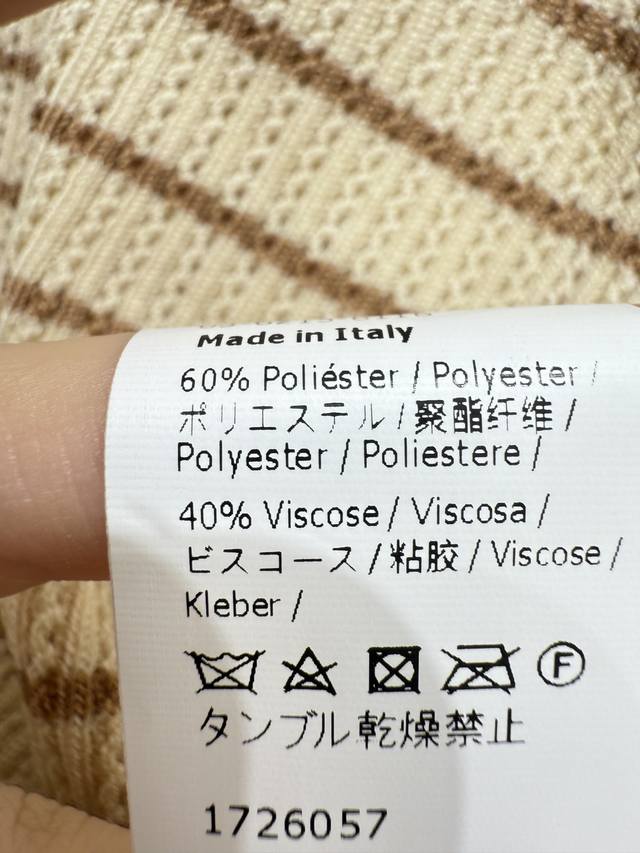 Made in Italy
60% Poliéster / Polyester /
ポリエステル / 聚酯纤维 /
Polyester / Poliestere /
40% Viscose / Viscosa /
ビスコース / 粘胶 / Viscose /
Kleber /
F
タンブル乾燥禁止
1726057